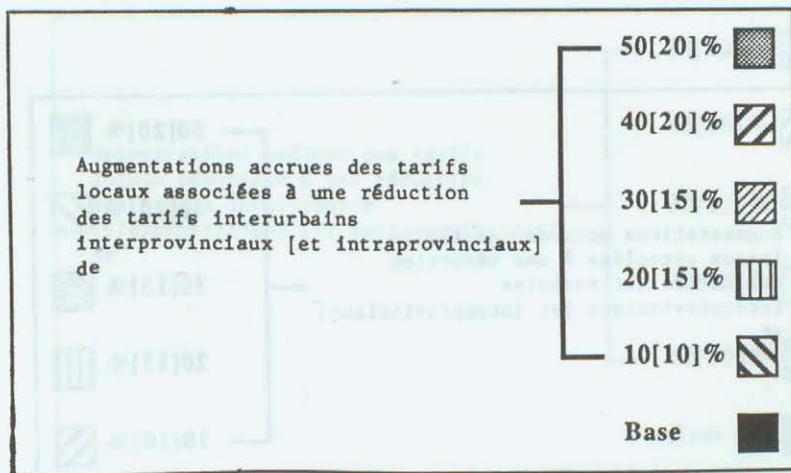 50[20]%
40[20]%
Augmentations accrues des tarifs
locaux associées à une réduction
des tarifs interurbains
interprovinciaux [et intraprovinciaux]
de
30[15]%
20[15]%
10[10]%
Base